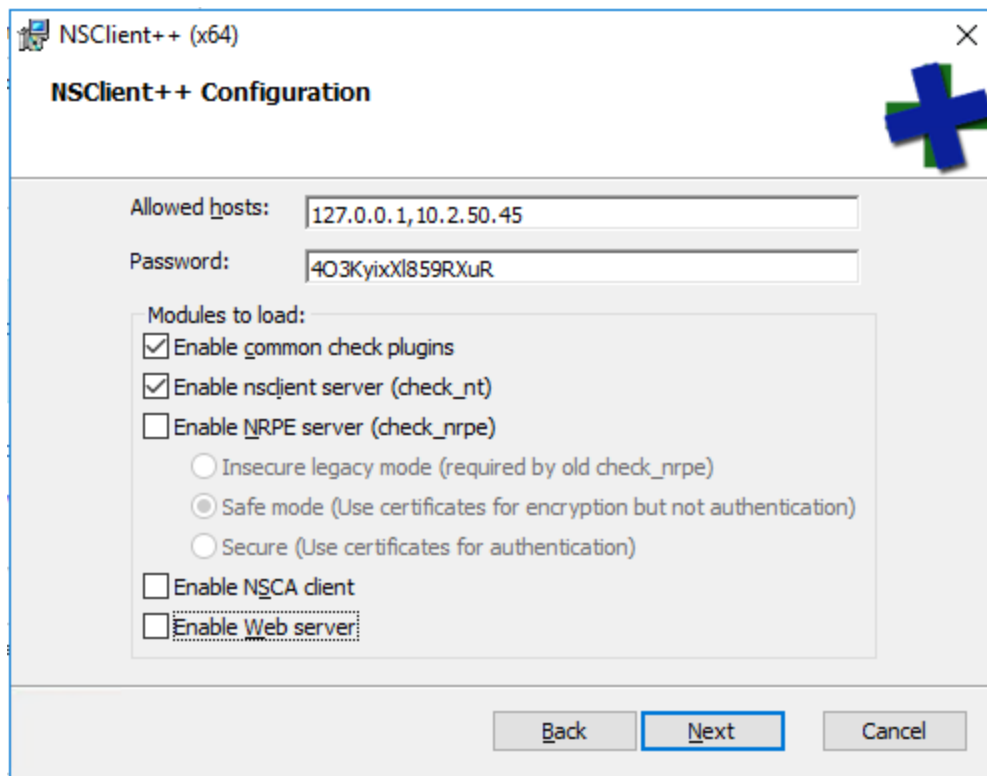 NSClient++ (x64)
NSClient++ Configuration
Allowed hosts: 127.0.0.1,10.2.50.45
Password: 4O3KyixXl859RXuR
Modules to load:
Enable common check plugins
Enable nsclient server (check_nt)
Enable NRPE server (check_nrpe)
Insecure legacy mode (required by old check_nrpe)
Safe mode (Use certificates for encryption but not authentication)
Secure (Use certificates for authentication)
Enable NSCA client
Enable Web server
Back Next Cancel